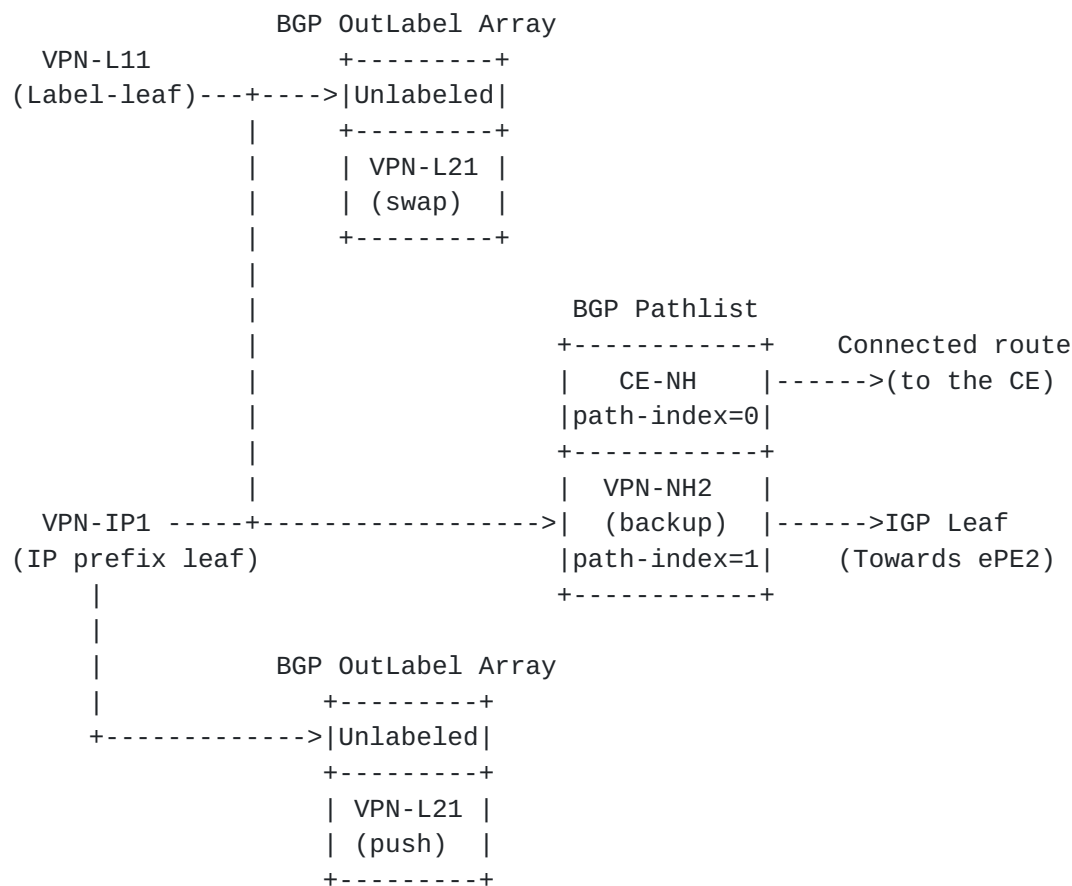 BGP OutLabel Array
VPN-L11 +---------+
(Label-leaf)---+---->|Unlabeled|
| +---------+
| | VPN-L21 |
| | (swap) |
| +---------+
|
| BGP Pathlist
| +------------+ Connected route
| | CE-NH |------>(to the CE)
| |path-index=0|
| +------------+
| | VPN-NH2 |
VPN-IP1 -----+------------------>| (backup) |------>IGP Leaf
(IP prefix leaf) |path-index=1| (Towards ePE2)
| +------------+
|
| BGP OutLabel Array
| +---------+
+------------->|Unlabeled|
+---------+
| VPN-L21 |
| (push) |
+---------+